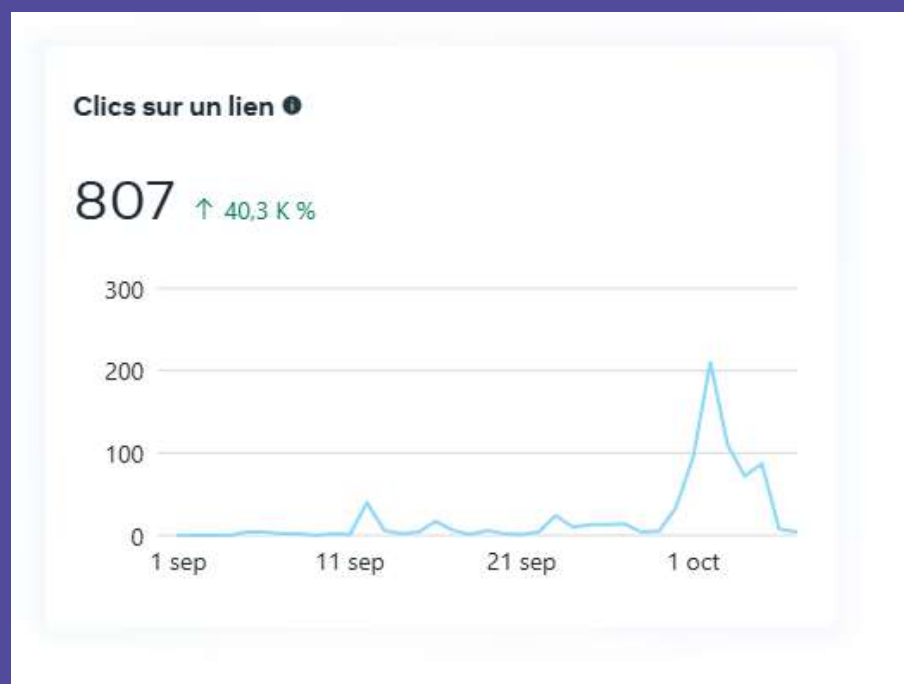 Clics sur un lien
807 ↑ 40,3 K %
300
200
100
0
1 sep 11 sep 21 sep 1 oct